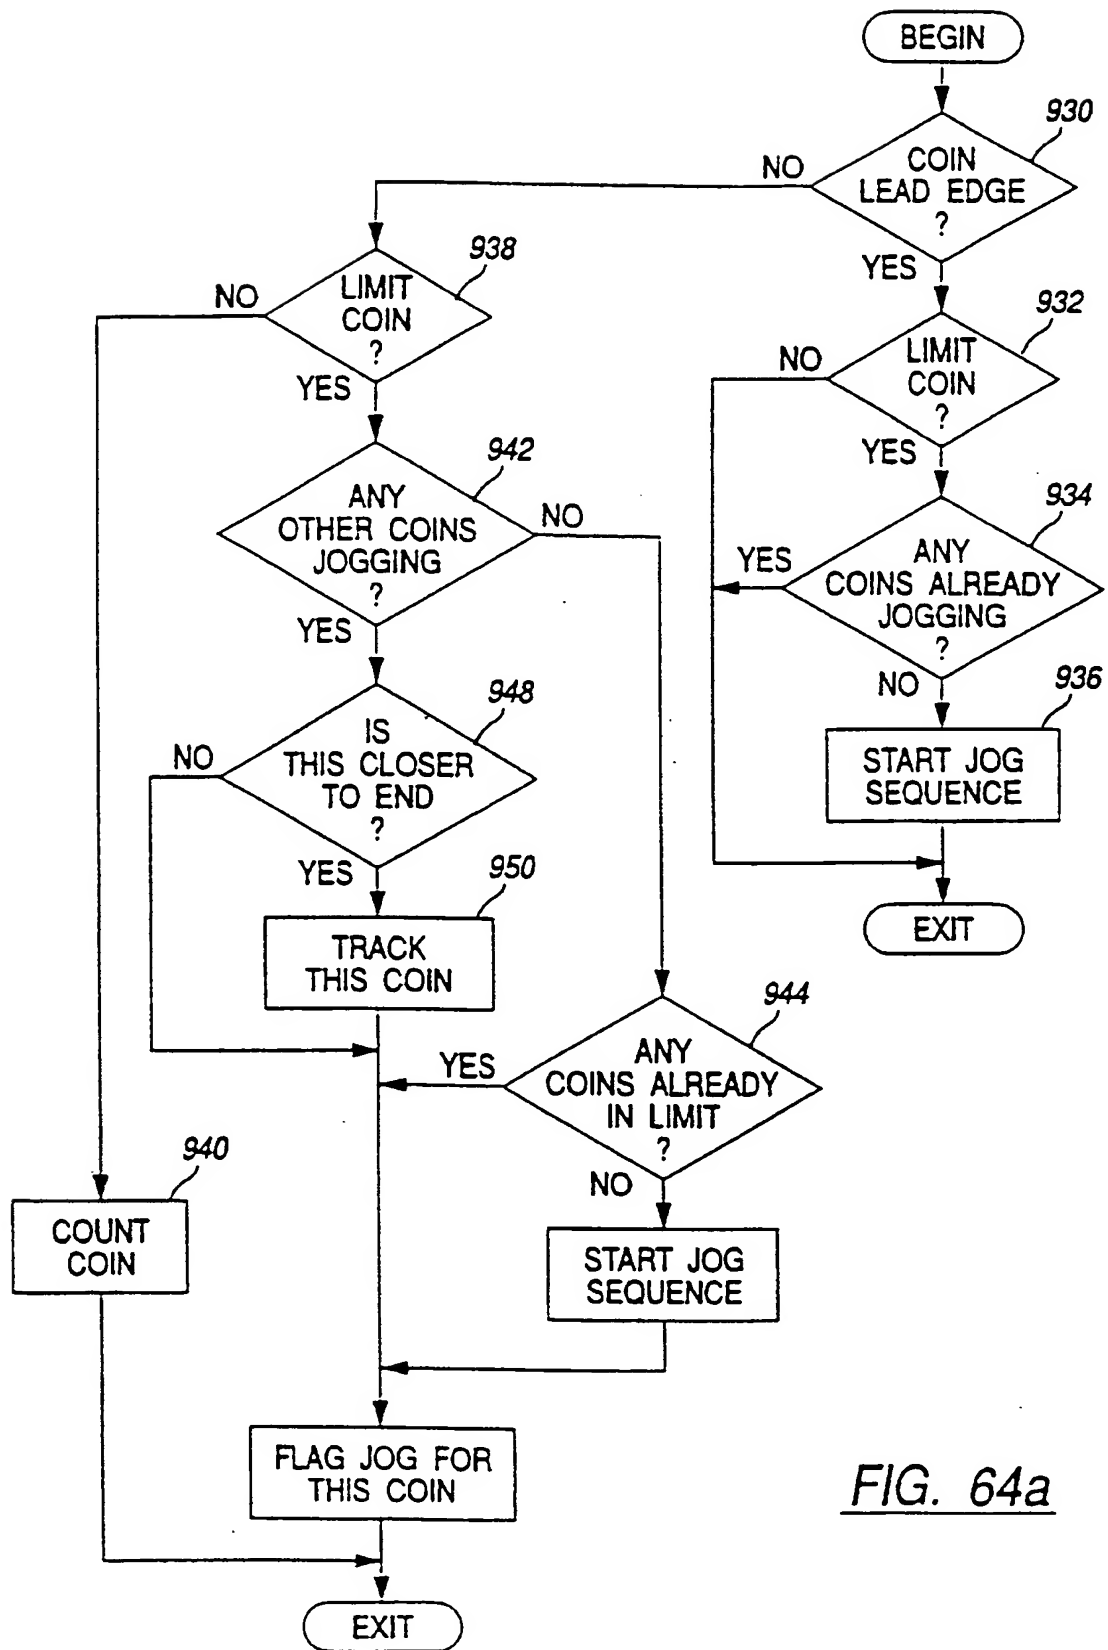 BEGIN
930
COIN
LEAD EDGE
?
NO
YES
938
LIMIT
COIN
?
NO
YES
932
LIMIT
COIN
?
NO
YES
942
ANY
OTHER COINS
JOGGING
?
NO
YES
934
ANY
COINS ALREADY
JOGGING
?
YES
NO
936
START JOG
SEQUENCE
EXIT
948
IS
THIS CLOSER
TO END
?
NO
YES
950
TRACK
THIS COIN
944
ANY
COINS ALREADY
IN LIMIT
?
YES
NO
START JOG
SEQUENCE
940
COUNT
COIN
FLAG JOG FOR
THIS COIN
EXIT
FIG. 64a